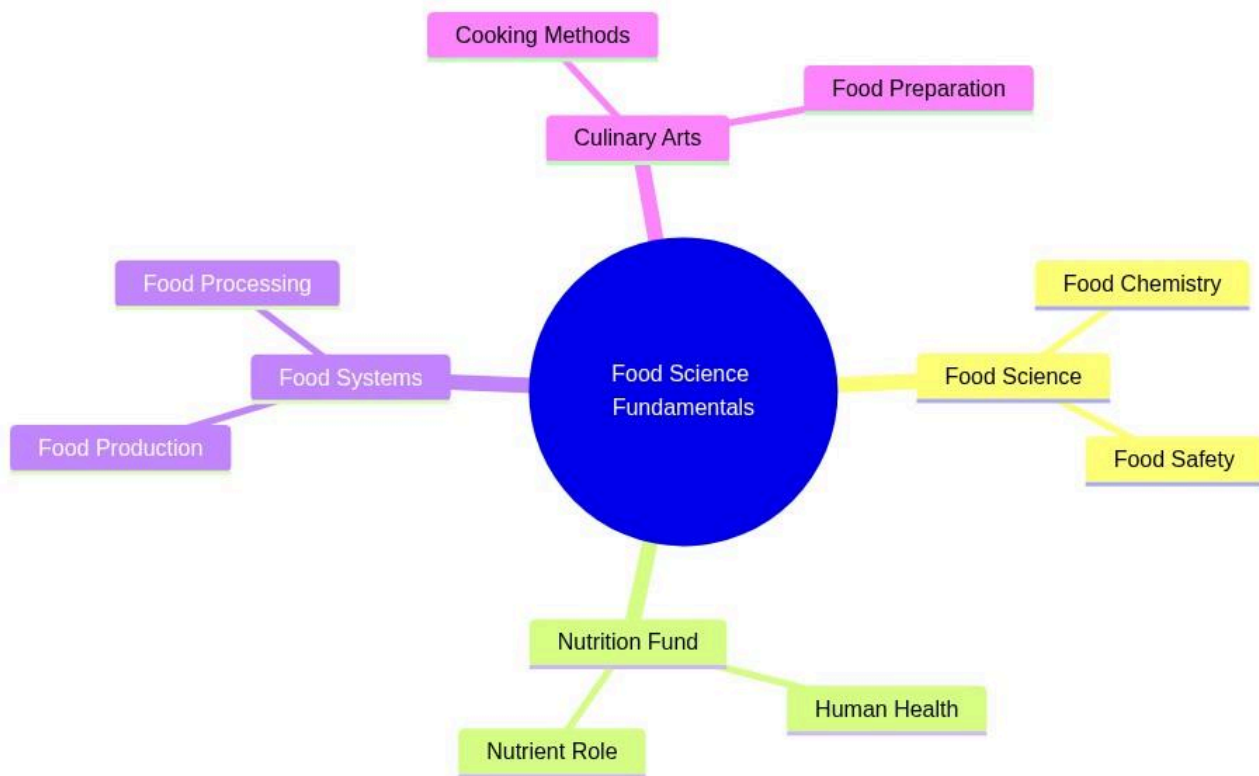 Cooking Methods
Food Preparation
Culinary Arts
Food Processing
Food Chemistry
Food Systems
Food Science Fundamentals
Food Science
Food Production
Food Safety
Nutrition Fund
Human Health
Nutrient Role